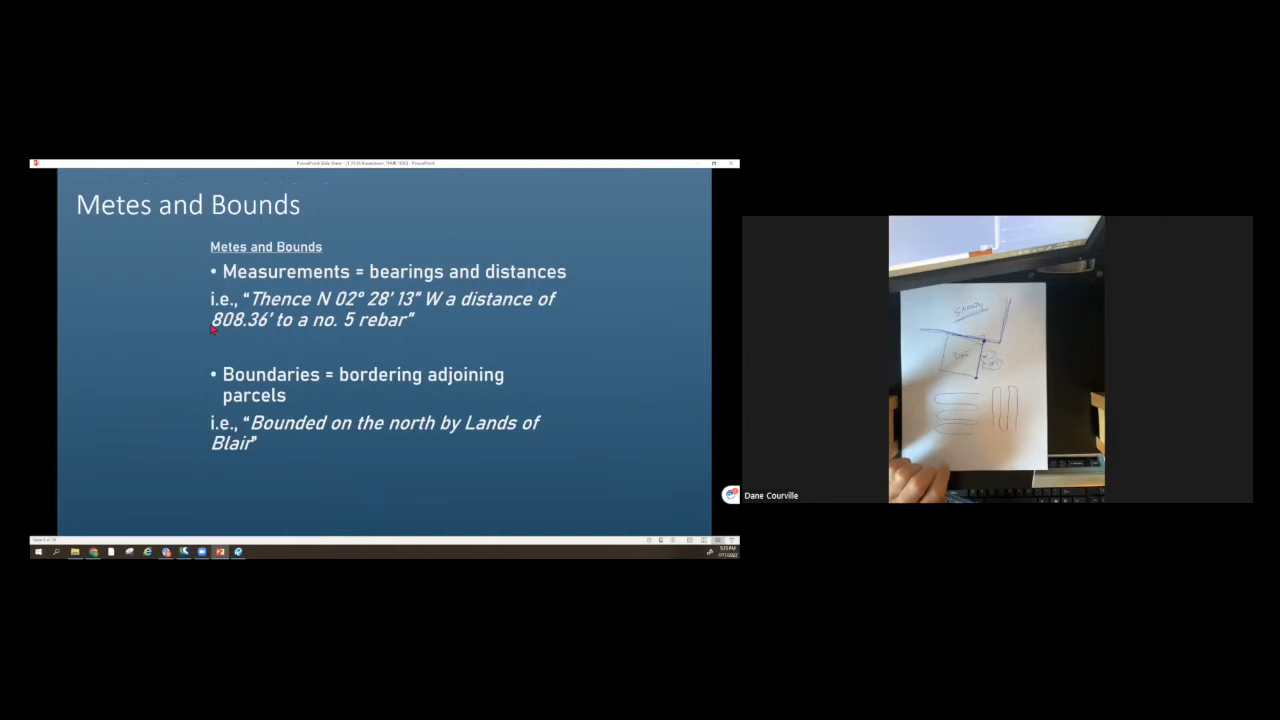 Metes and Bounds
Metes and Bounds
• Measurements = bearings and distances
i.e., “Thence N 02° 28’ 13” W a distance of
808.36’ to a no. 5 rebar”
• Boundaries = bordering adjoining
parcels
i.e., “Bounded on the north by Lands of
Blair”
Dane Courville